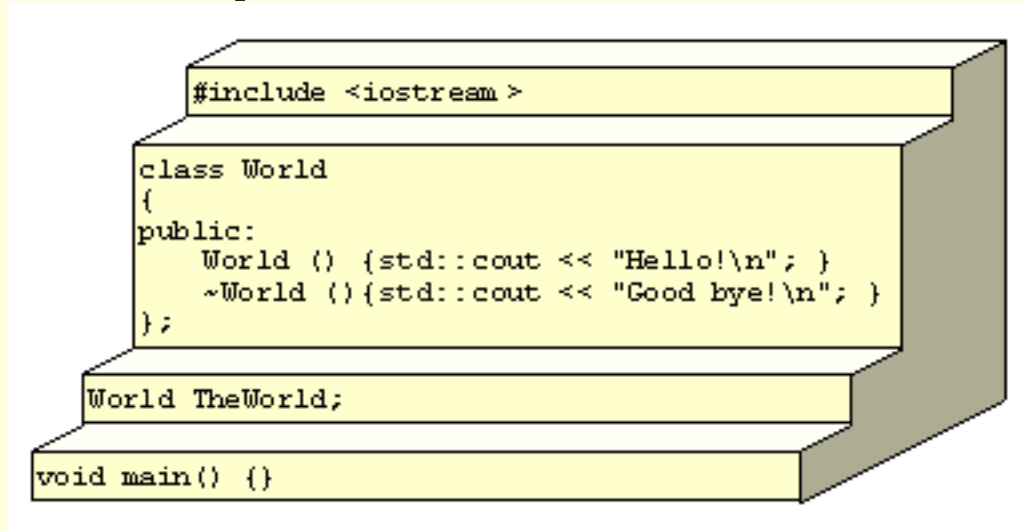 #include <iostream>
class World
{
public:
World () {std::cout << "Hello!\n"; }
~World (){std::cout << "Good bye!\n"; }
};
World TheWorld;
void main() {}